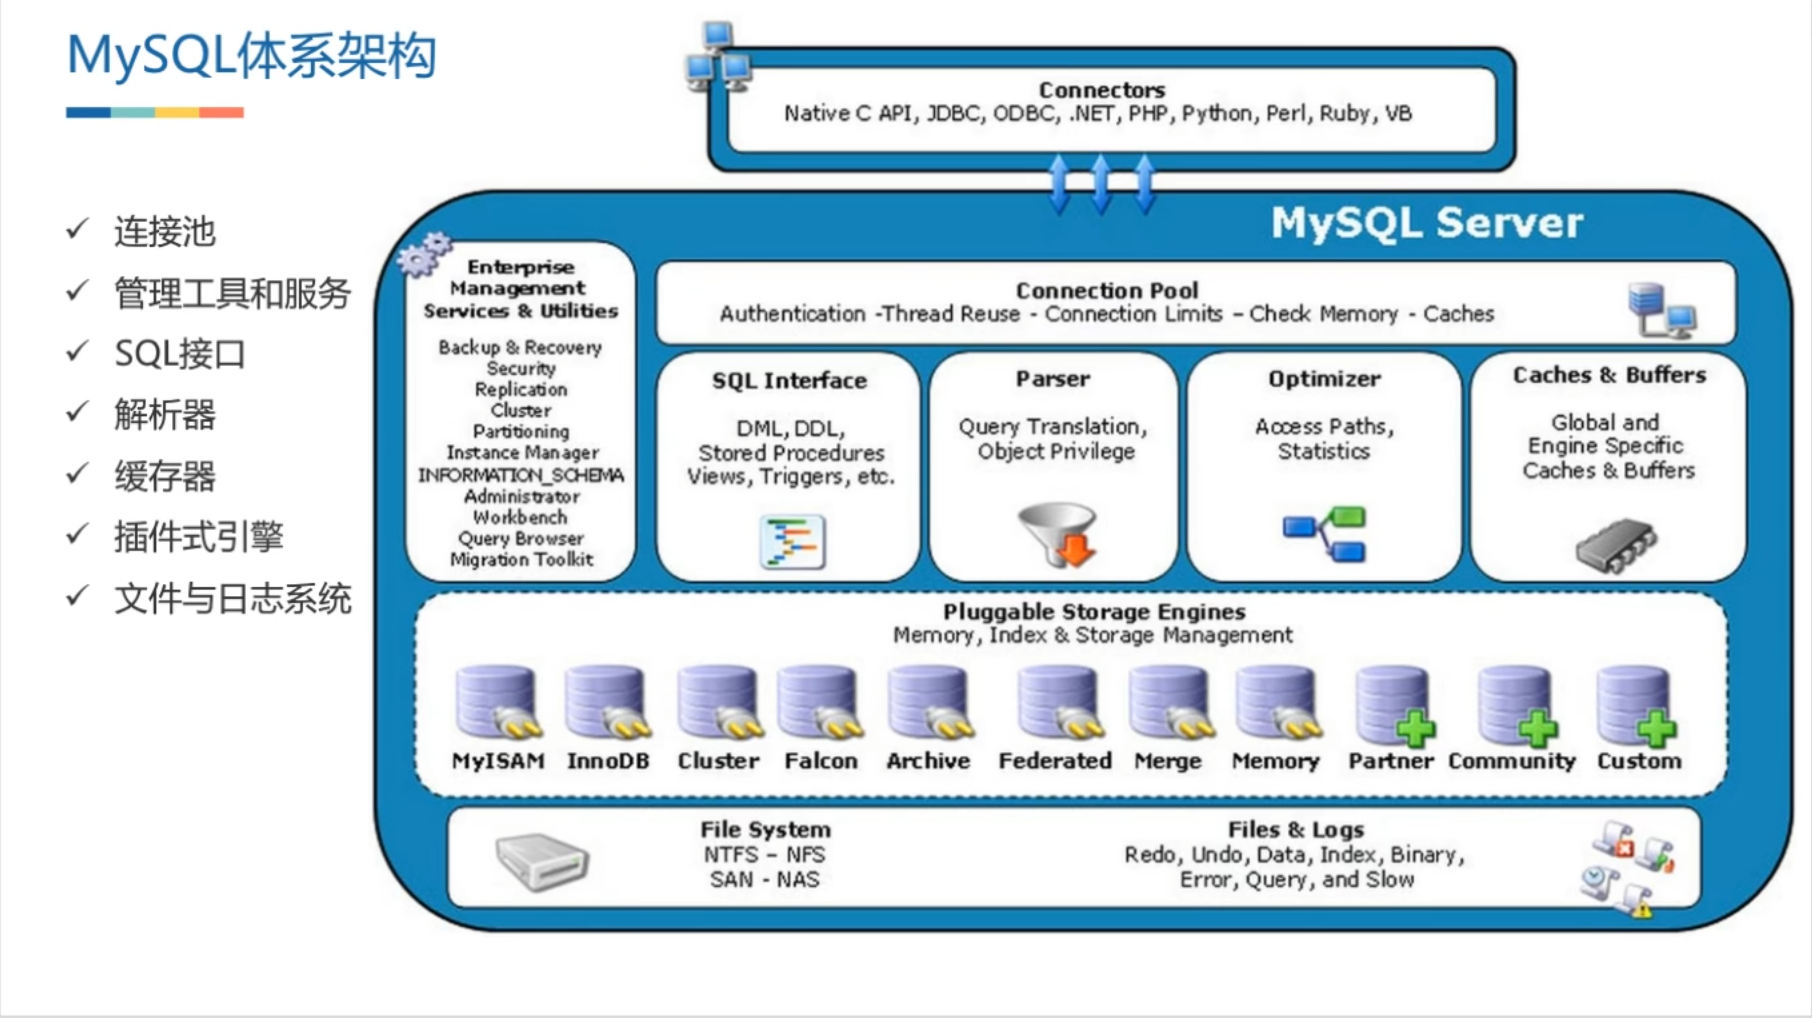 MySQL体系架构
连接池
管理工具和服务
SQL接口
解析器
缓存器
插件式引擎
文件与日志系统
Connectors
Native C API, JDBC, ODBC, .NET, PHP, Python, Perl, Ruby, VB
MySQL Server
Enterprise
Management
Services & Utilities
Backup & Recovery
Security
Replication
Cluster
Partitioning
Instance Manager
INFORMATION_SCHEMA
Administrator
Workbench
Query Browser
Migration Toolkit
Connection Pool
Authentication -Thread Reuse - Connection Limits – Check Memory - Caches
SQL Interface
DML, DDL,
Stored Procedures
Views, Triggers, etc.
Parser
Query Translation,
Object Privilege
Optimizer
Access Paths,
Statistics
Caches & Buffers
Global and
Engine Specific
Caches & Buffers
Pluggable Storage Engines
Memory, Index & Storage Management
MyISAM InnoDB Cluster Falcon Archive Federated Merge Memory Partner Community Custom
File System
NTFS – NFS
SAN - NAS
Files & Logs
Redo, Undo, Data, Index, Binary,
Error, Query, and Slow